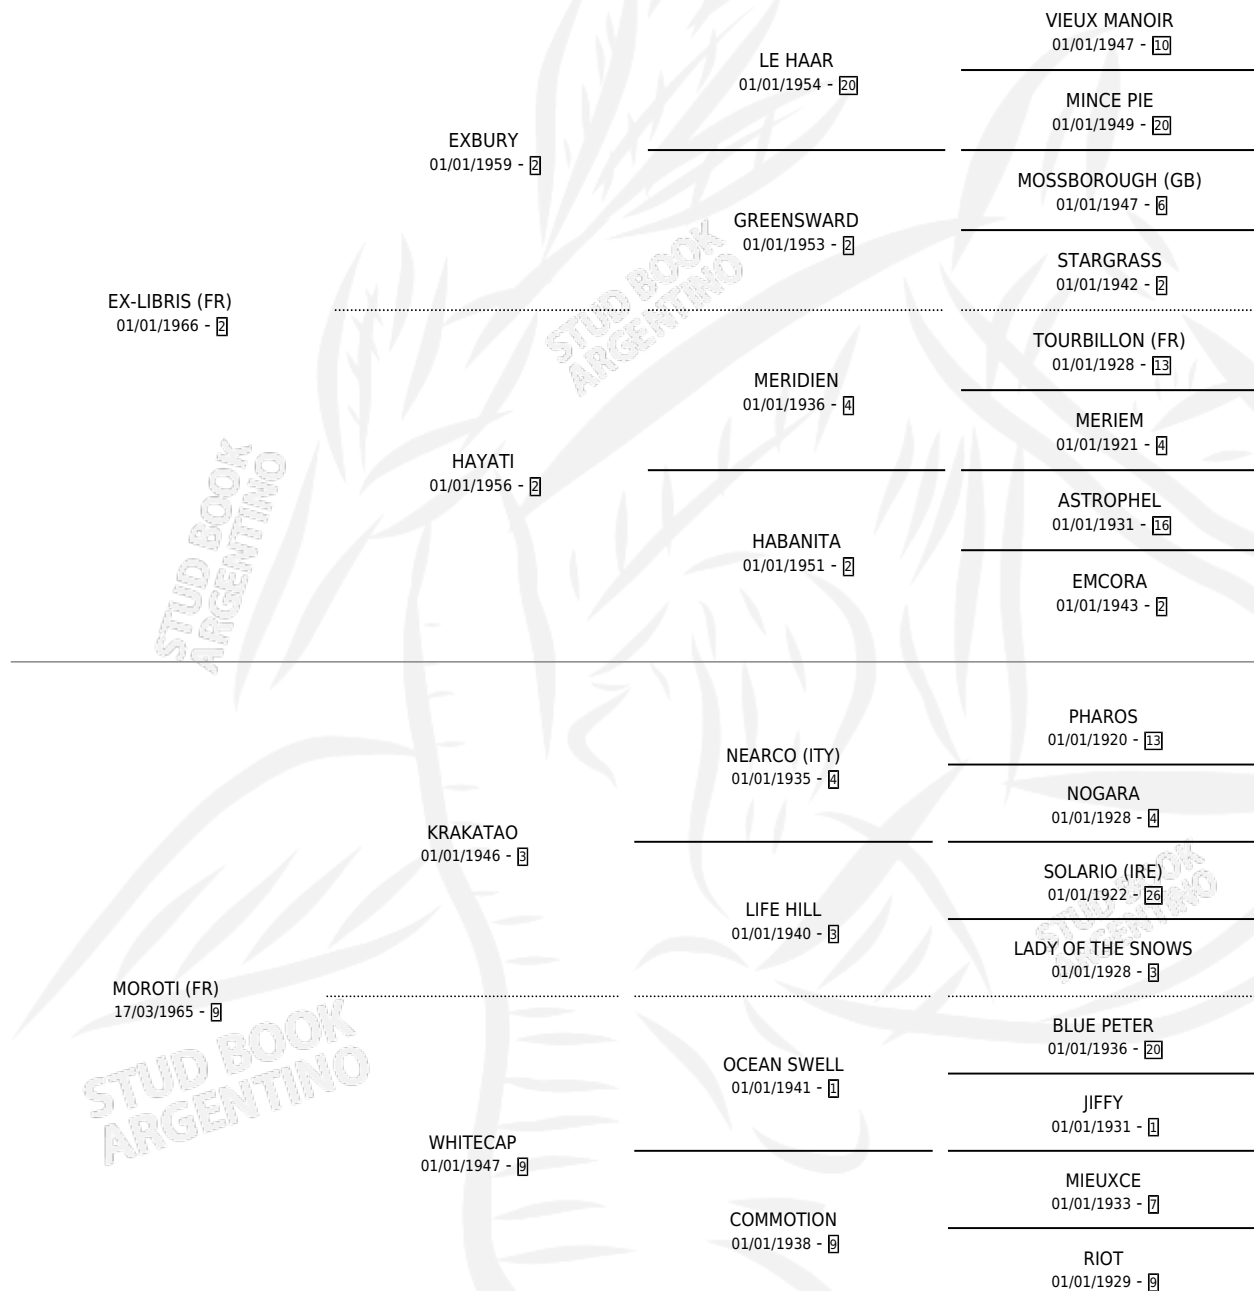 VIEUX MANOIR
01/01/1947 - 10
LE HAAR
01/01/1954 - 20
MINCE PIE
01/01/1949 - 20
EXBURY
01/01/1959 - 2
MOSSBOROUGH (GB)
01/01/1947 - 6
GREENSWARD
01/01/1953 - 2
STARGRASS
01/01/1942 - 2
EX-LIBRIS (FR)
01/01/1966 - 2
TOURBILLON (FR)
01/01/1928 - 13
MERIDIEN
01/01/1936 - 4
MERIEM
01/01/1921 - 4
HAYATI
01/01/1956 - 2
ASTROPHEL
01/01/1931 - 16
HABANITA
01/01/1951 - 2
EMCORA
01/01/1943 - 2
PHAROS
01/01/1920 - 13
NEARCO (ITY)
01/01/1935 - 4
NOGARA
01/01/1928 - 4
KRAKATAO
01/01/1946 - 3
SOLARIO (IRE)
01/01/1922 - 26
LIFE HILL
01/01/1940 - 3
LADY OF THE SNOWS
01/01/1928 - 3
MOROTI (FR)
17/03/1965 - 9
BLUE PETER
01/01/1936 - 20
OCEAN SWELL
01/01/1941 - 1
JIFFY
01/01/1931 - 1
WHITECAP
01/01/1947 - 9
MIEUXCE
01/01/1933 - 7
COMMOTION
01/01/1938 - 9
RIOT
01/01/1929 - 9
STUD BOOK
ARGENTINO
STUD BOOK
ARGENTINO
STUD BOOK
ARGENTINO
STUD BOOK
ARGENTINO